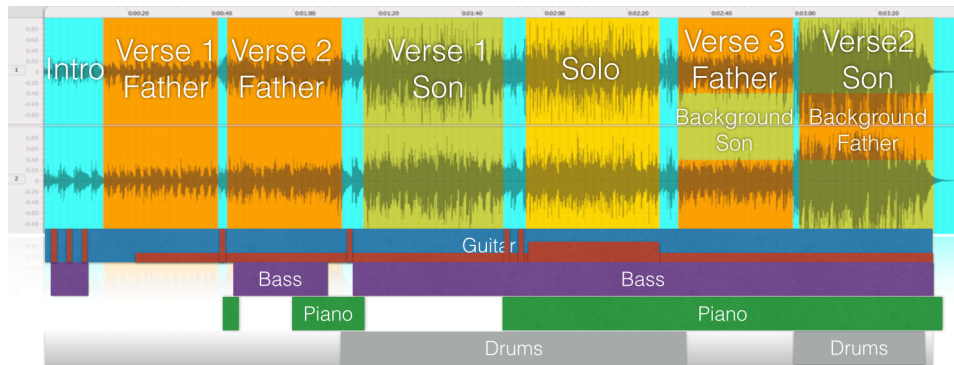 0:00:20 0:00:40 0:01:00 0:01:20 0:01:40 0:02:00 0:02:20 0:02:40 0:03:00 0:03:20
Intro
Verse 1
Father
Verse 2
Father
Verse 1
Son
Solo
Verse 3
Father
Background
Son
Verse2
Son
Background
Father
1
2
Guitar
Bass
Bass
Piano
Piano
Drums
Drums